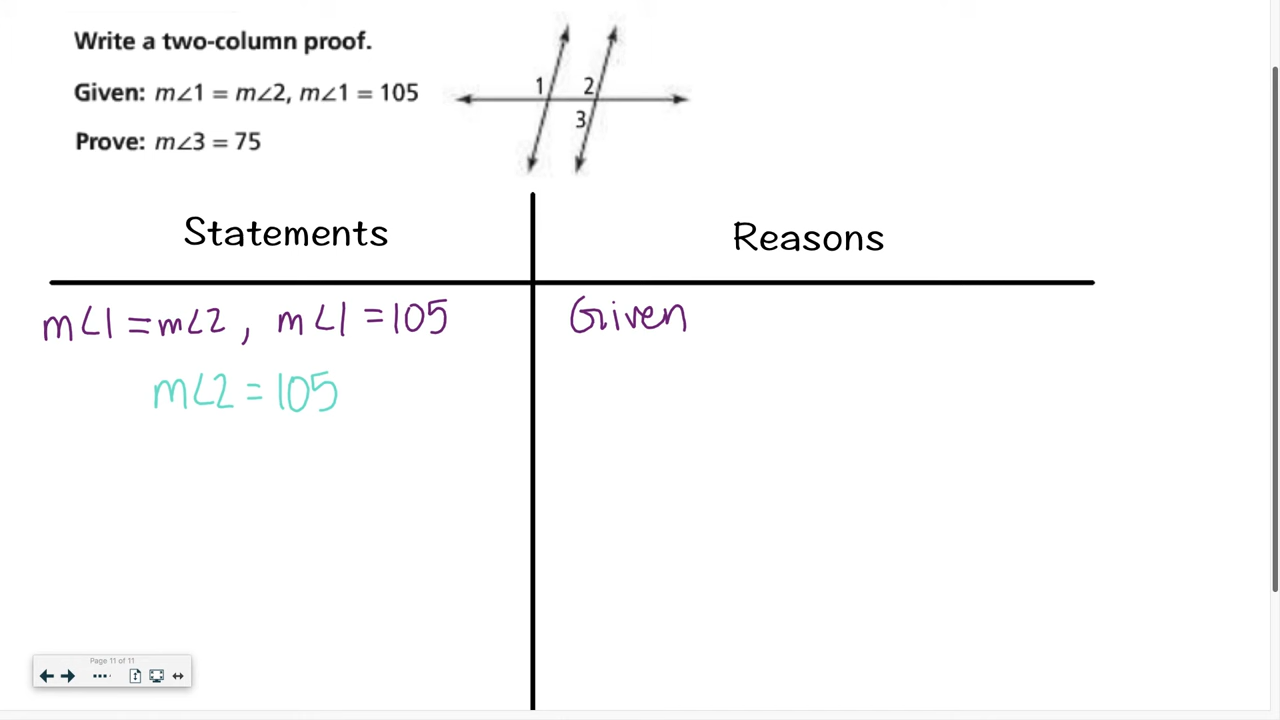 Write a two-column proof.
Given: m∠1 = m∠2, m∠1 = 105
Prove: m∠3 = 75
1 2
3
Statements Reasons
m∠1 = m∠2, m∠1 = 105 Given
m∠2 = 105
Page 11 of 11